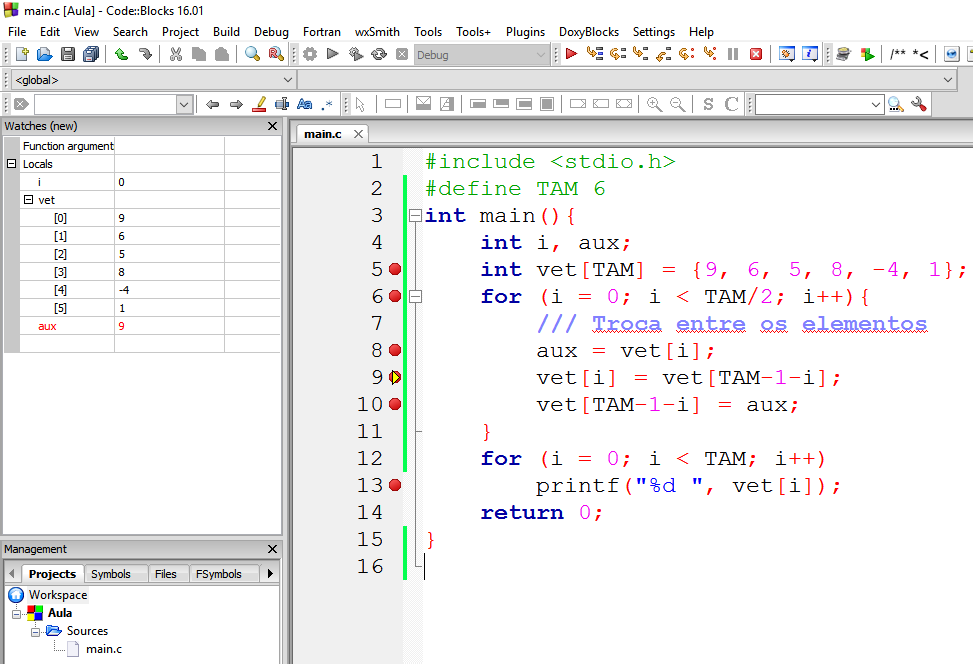 main.c [Aula] - Code::Blocks 16.01
File Edit View Search Project Build Debug Fortran wxSmith Tools Tools+ Plugins DoxyBlocks Settings Help
Debug /** *<
<global>
Aa .* S C
Watches (new)
Function argument
Locals
i 0
vet
[0] 9
[1] 6
[2] 5
[3] 8
[4] -4
[5] 1
aux 9
main.c
1 #include <stdio.h>
2 #define TAM 6
3 int main(){
4 int i, aux;
5 int vet[TAM] = {9, 6, 5, 8, -4, 1};
6 for (i = 0; i < TAM/2; i++){
7 /// Troca entre os elementos
8 aux = vet[i];
9 vet[i] = vet[TAM-1-i];
10 vet[TAM-1-i] = aux;
11 }
12 for (i = 0; i < TAM; i++)
13 printf("%d ", vet[i]);
14 return 0;
15 }
16
Management
Projects Symbols Files FSymbols
Workspace
Aula
Sources
main.c